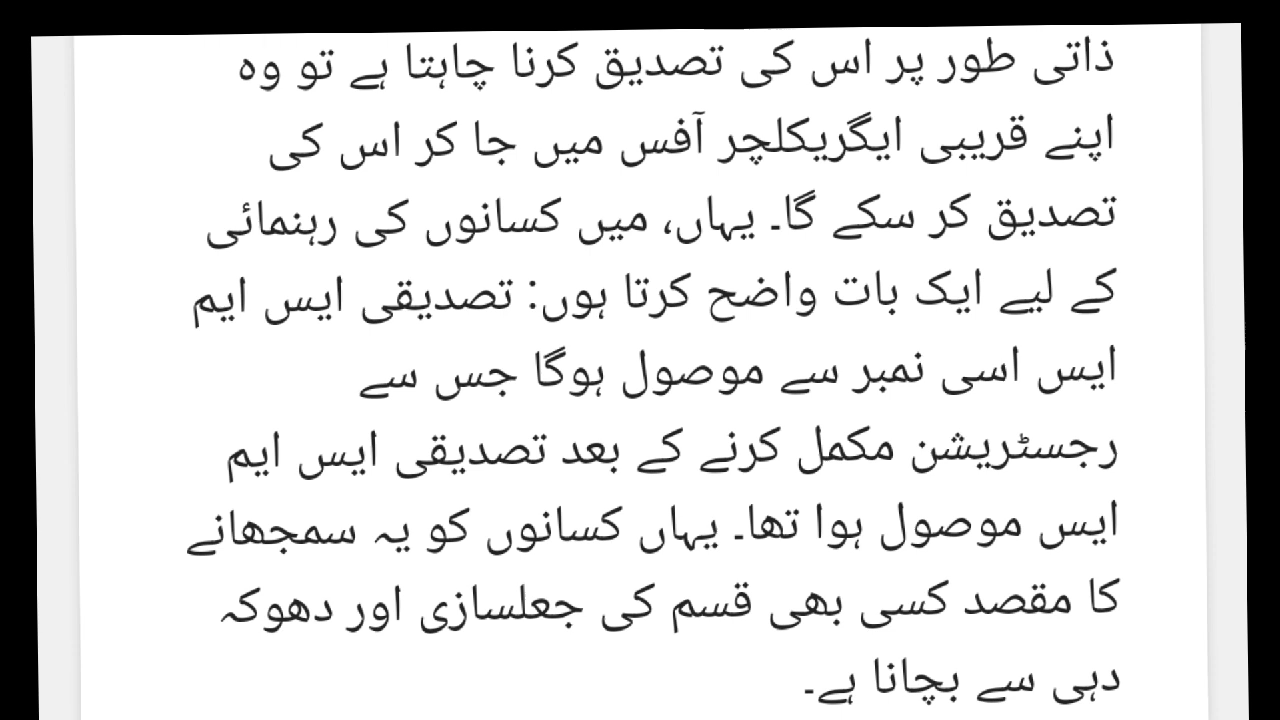 ذاتی طور پر اس کی تصدیق کرنا چاہتا ہے تو وہ
اپنے قریبی ایگریکلچر آفس میں جا کر اس کی
تصدیق کر سکے گا۔ یہاں، میں کسانوں کی رہنمائی
کے لیے ایک بات واضح کرتا ہوں: تصدیقی ایس ایم
ایس اسی نمبر سے موصول ہوگا جس سے
رجسٹریشن مکمل کرنے کے بعد تصدیقی ایس ایم
ایس موصول ہوا تھا۔ یہاں کسانوں کو یہ سمجھانے
کا مقصد کسی بھی قسم کی جعلسازی اور دھوکہ
دہی سے بچانا ہے۔